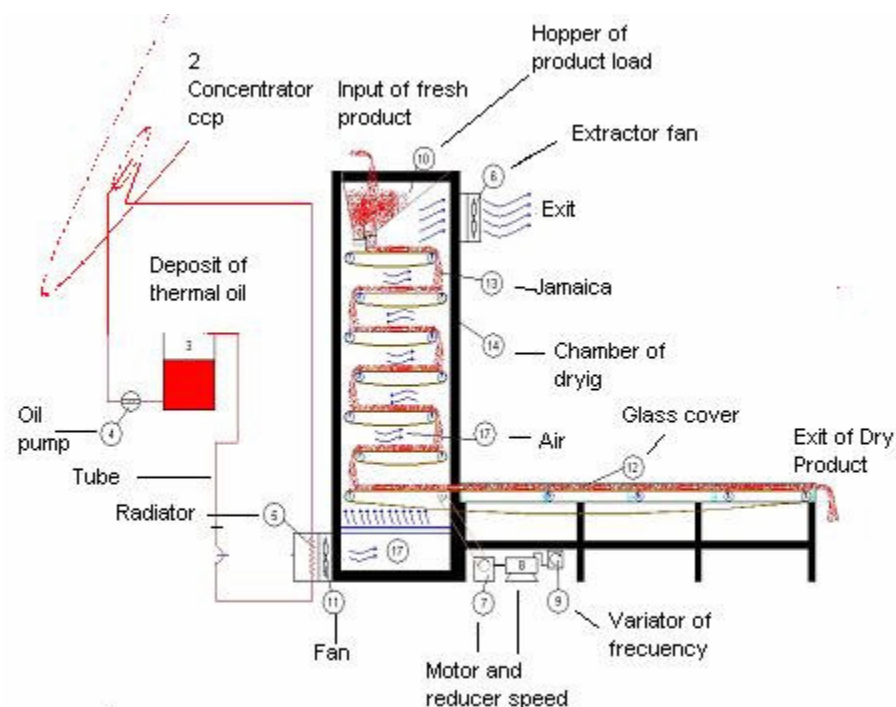 Hopper of
product load
2
Concentrator
ccp
Input of fresh
product
10
6
Extractor fan
Exit
Deposit of
thermal oil
13
Jamaica
3
14
Chamber of
dryig
Oil
pump
4
17
Air
Glass cover
12
Exit of Dry
Product
Tube
Radiator
5
17
11
7
8
9
Fan
Variator of
frecuency
Motor and
reducer speed